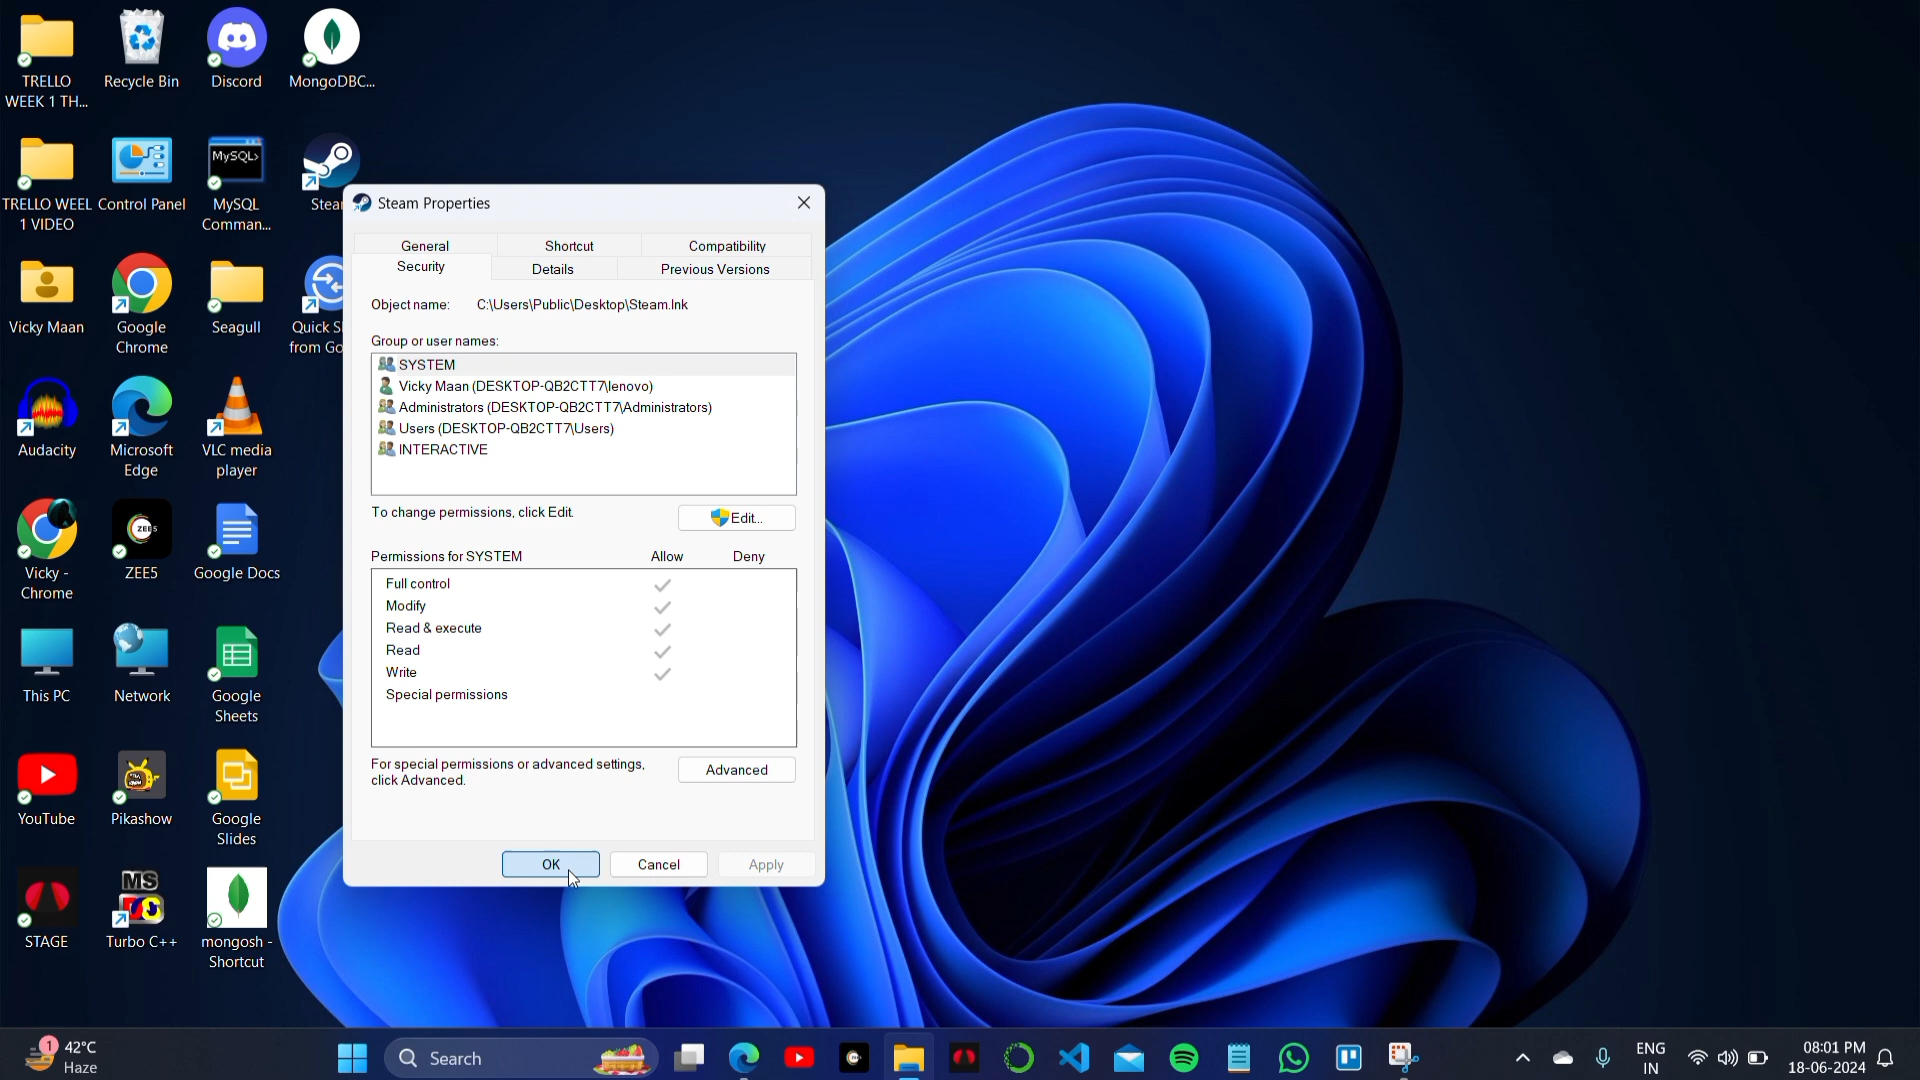 TRELLO
WEEK 1 TH...
Recycle Bin
Discord
MongoDBC...
TRELLO WEEL
1 VIDEO
Control Panel
MySQL>
MySQL
Comman...
Steam Properties
General
Shortcut
Compatibility
Security
Details
Previous Versions
Object name: C:\Users\Public\Desktop\Steam.lnk
Group or user names:
SYSTEM
Vicky Maan (DESKTOP-QB2CTT7\lenovo)
Administrators (DESKTOP-QB2CTT7\Administrators)
Users (DESKTOP-QB2CTT7\Users)
INTERACTIVE
To change permissions, click Edit.
Edit...
Permissions for SYSTEM Allow Deny
Full control
Modify
Read & execute
Read
Write
Special permissions
For special permissions or advanced settings,
click Advanced.
Advanced
OK
Cancel
Apply
Vicky Maan
Google
Chrome
Seagull
Quick
from
Audacity
Microsoft
Edge
VLC media
player
Vicky -
Chrome
ZEE5
ZEE5
Google Docs
This PC
Network
Google
Sheets
YouTube
Pikashow
Google
Slides
STAGE
MS
Turbo C++
mongosh -
Shortcut
1
42°C
Haze
Search
ENG
IN
08:01 PM
18-06-2024